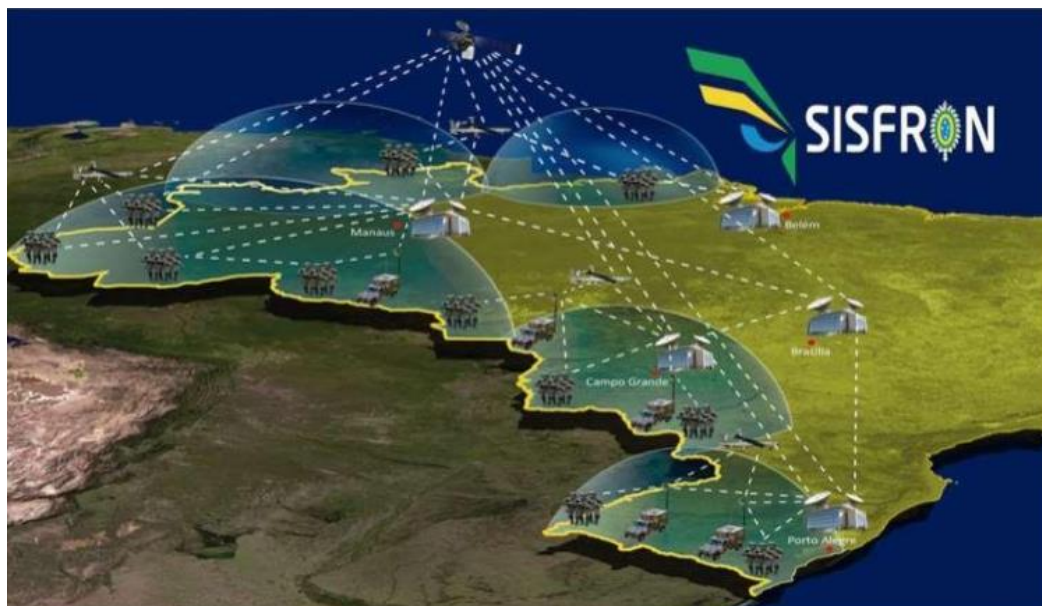 SISFRON
Manaus
Belém
Brasília
Campo Grande
Porto Alegre